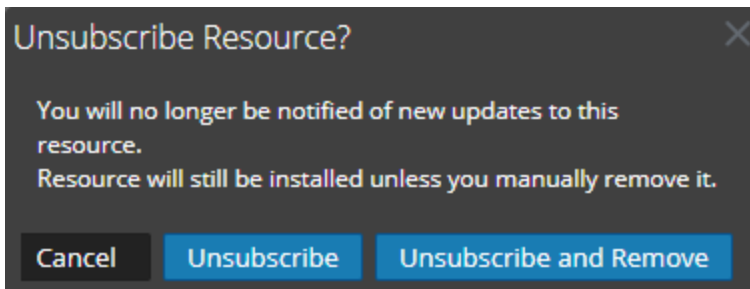 Unsubscribe Resource?
You will no longer be notified of new updates to this
resource.
Resource will still be installed unless you manually remove it.
Cancel
Unsubscribe
Unsubscribe and Remove